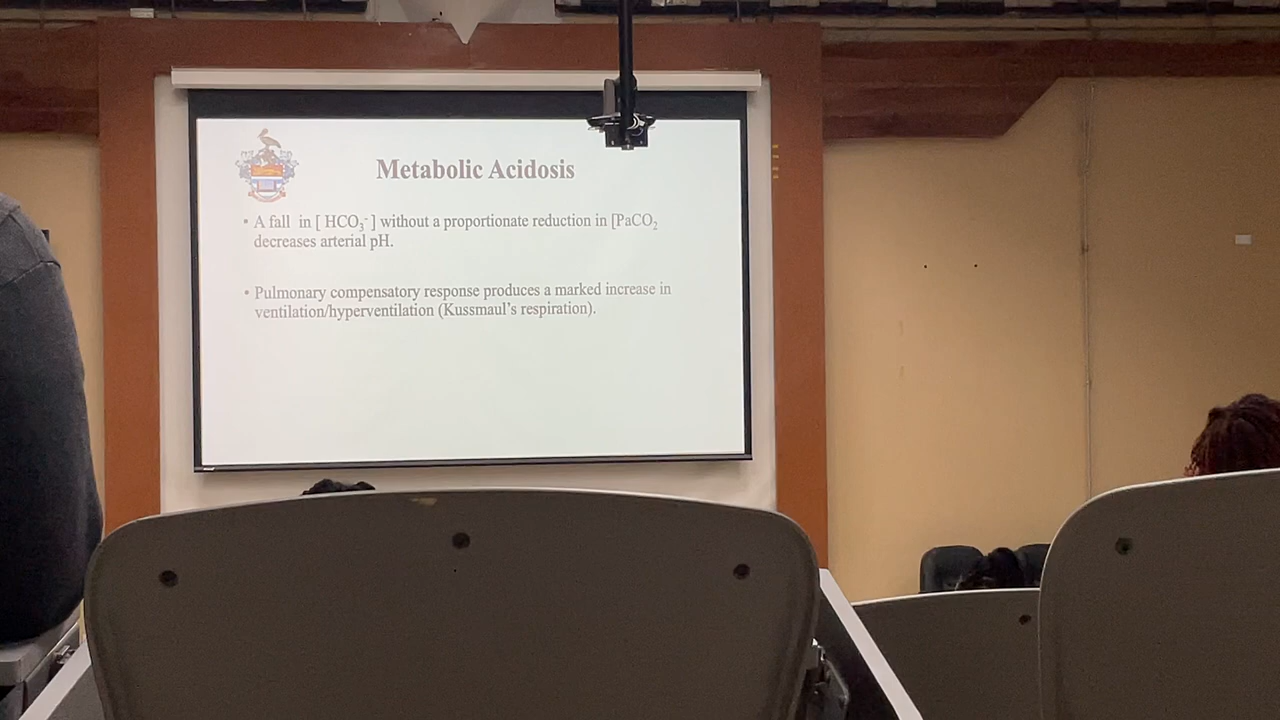 Metabolic Acidosis
• A fall in [ HCO₃⁻ ] without a proportionate reduction in [PaCO₂
decreases arterial pH.
• Pulmonary compensatory response produces a marked increase in
ventilation/hyperventilation (Kussmaul's respiration).